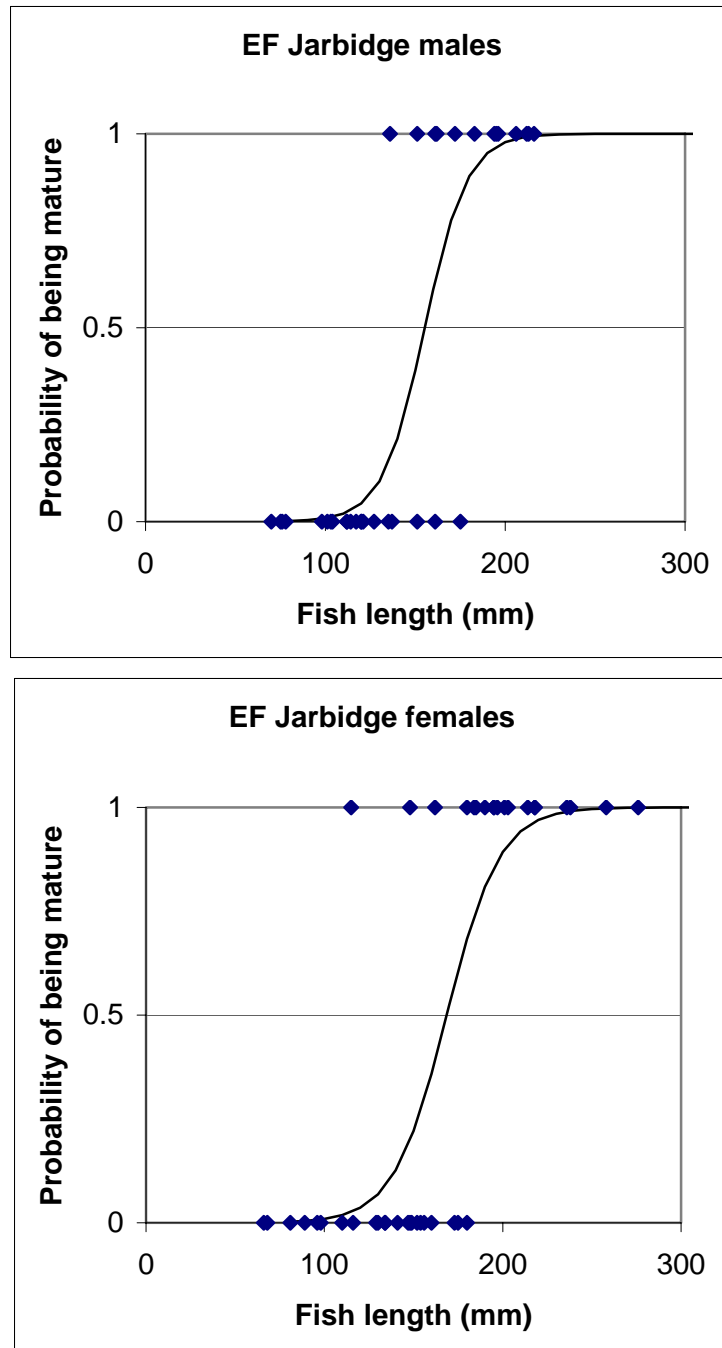 EF Jarbidge males
Probability of being mature
1
0.5
0
0 100 200 300
Fish length (mm)
EF Jarbidge females
Probability of being mature
1
0.5
0
0 100 200 300
Fish length (mm)